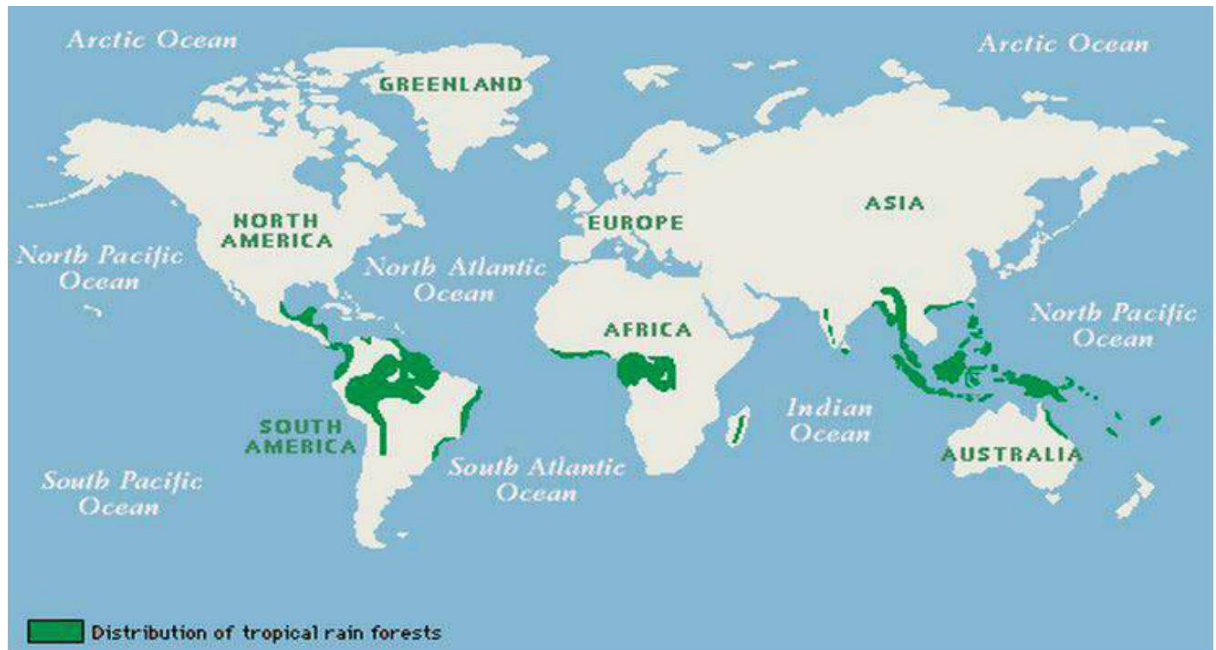 Arctic Ocean
Arctic Ocean
GREENLAND
ASIA
NORTH
AMERICA
EUROPE
North Pacific
Ocean
North Atlantic
Ocean
North Pacific
Ocean
AFRICA
Indian
Ocean
SOUTH
AMERICA
AUSTRALIA
South Atlantic
Ocean
South Pacific
Ocean
Distribution of tropical rain forests